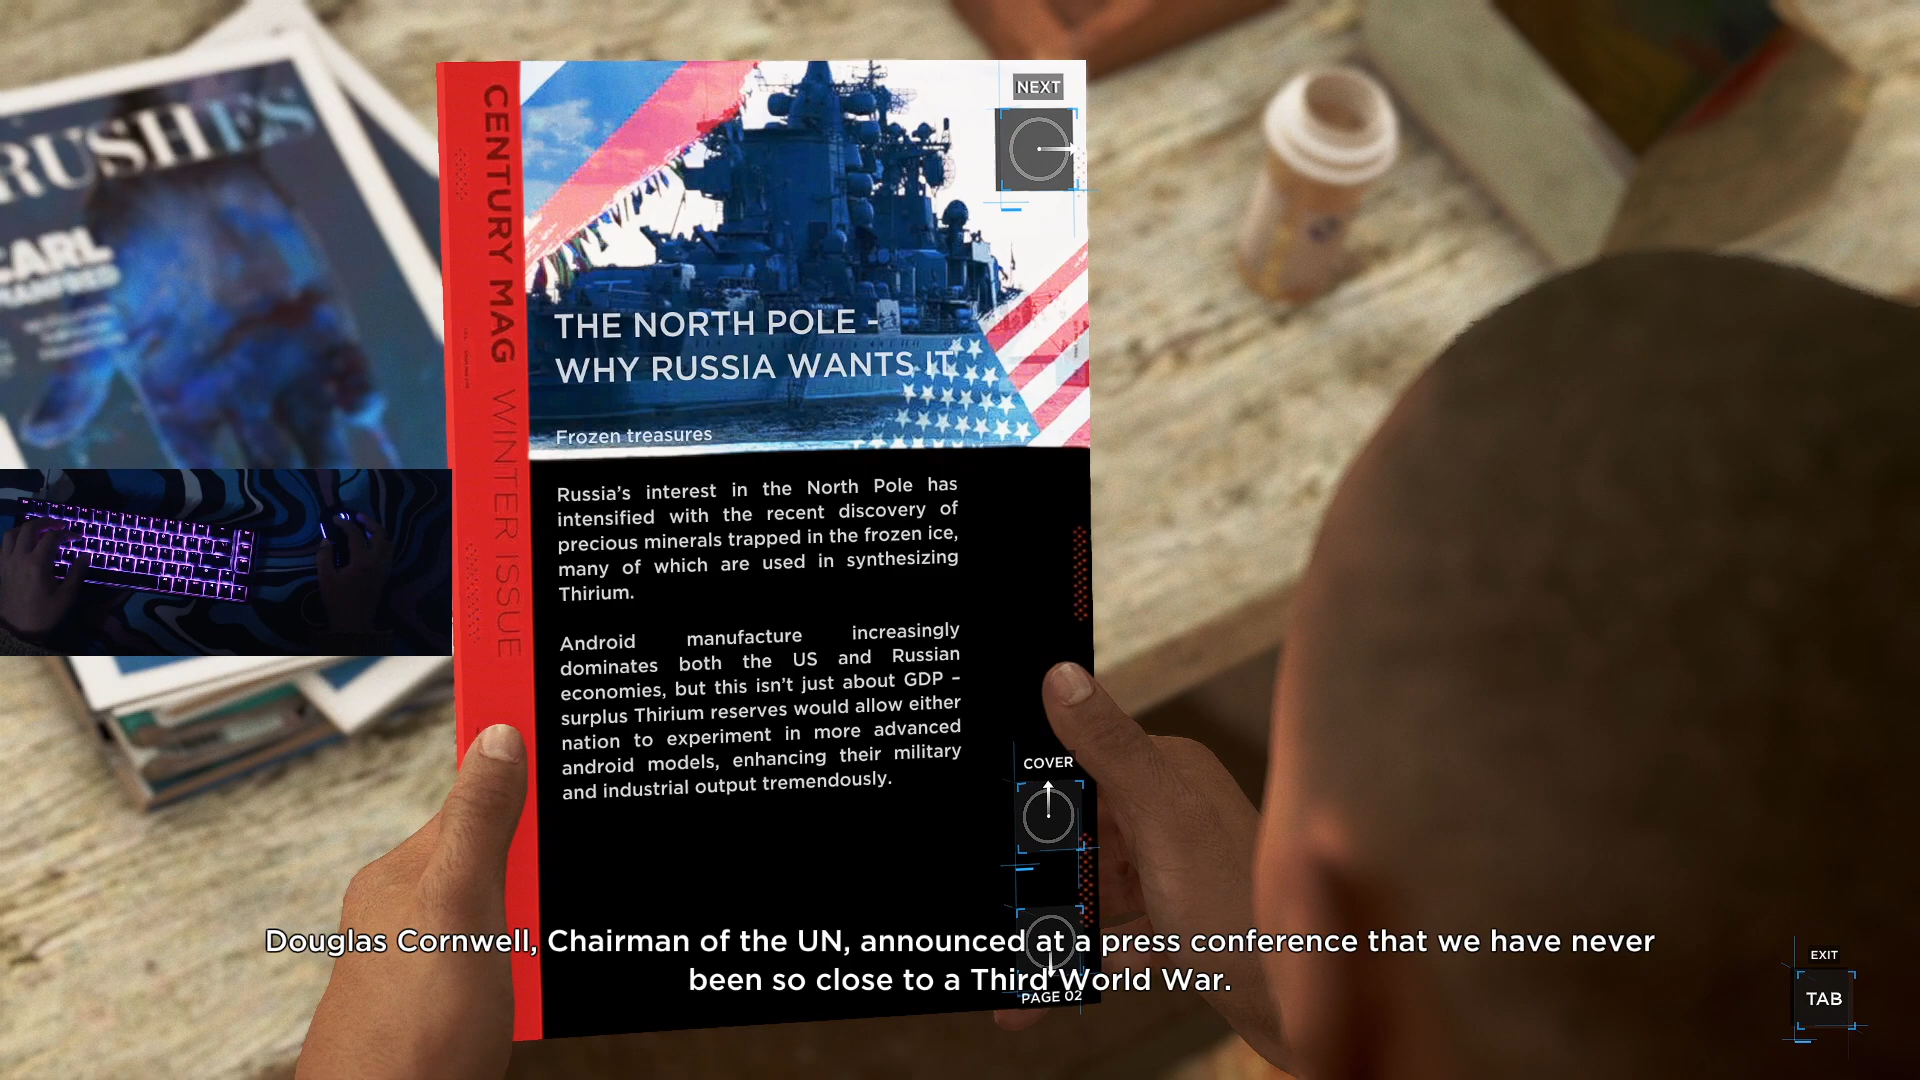 RUSHES
CARL
MANFRED
CENTURY MAG WINTER ISSUE
NEXT
THE NORTH POLE -
WHY RUSSIA WANTS IT
Frozen treasures
Russia's interest in the North Pole has
intensified with the recent discovery of
precious minerals trapped in the frozen ice,
many of which are used in synthesizing
Thirium.
Android manufacture increasingly
dominates both the US and Russian
economies, but this isn't just about GDP –
surplus Thirium reserves would allow either
nation to experiment in more advanced
android models, enhancing their military
and industrial output tremendously.
COVER
PAGE 02
Douglas Cornwell, Chairman of the UN, announced at a press conference that we have never
been so close to a Third World War.
EXIT
TAB